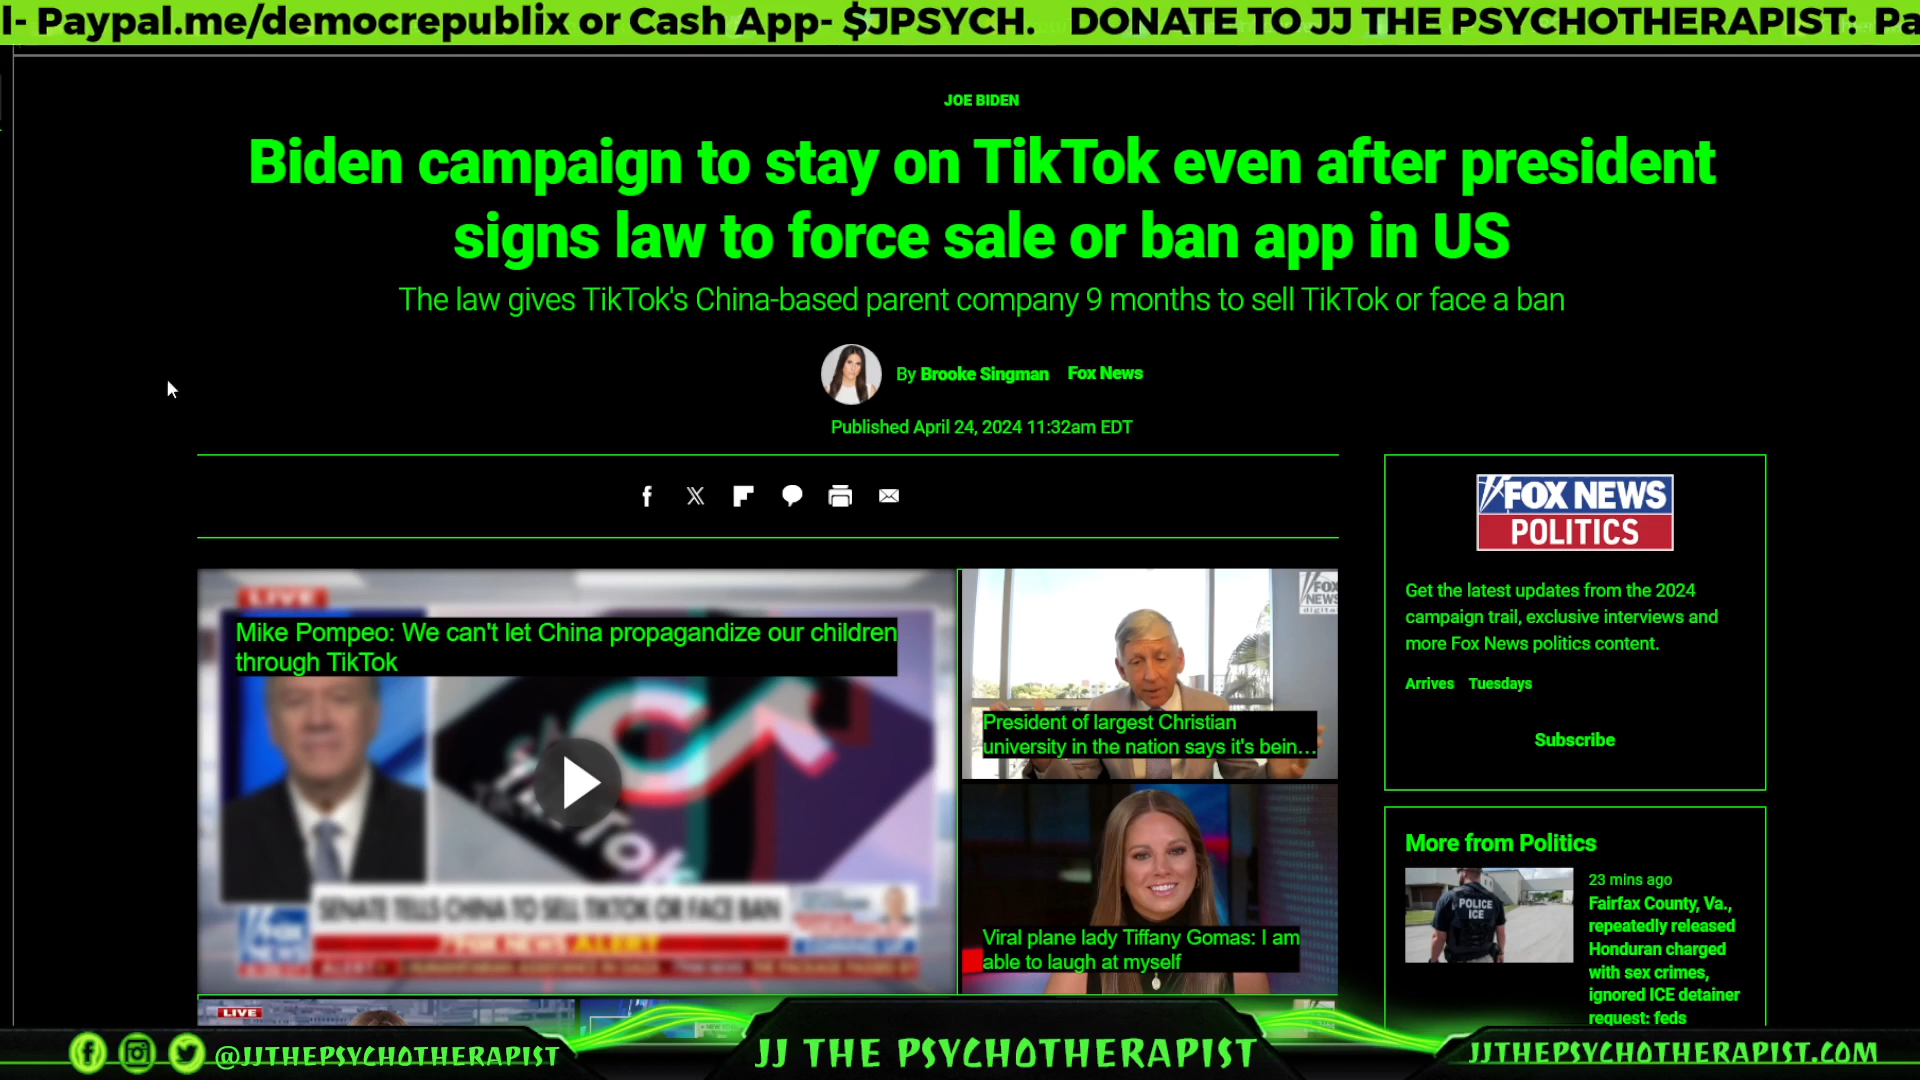 l- Paypal.me/democrepublix or Cash App- $JPSYCH. DONATE TO JJ THE PSYCHOTHERAPIST: Pa
JOE BIDEN
Biden campaign to stay on TikTok even after president
signs law to force sale or ban app in US
The law gives TikTok's China-based parent company 9 months to sell TikTok or face a ban
By Brooke Singman Fox News
Published April 24, 2024 11:32am EDT
FOX NEWS
POLITICS
Get the latest updates from the 2024
campaign trail, exclusive interviews and
more Fox News politics content.
Arrives Tuesdays
Subscribe
LIVE
Mike Pompeo: We can't let China propagandize our children
through TikTok
SENATE TELLS CHINA TO SELL TIKTOK OR FACE BAN
FOX NEWS ALERT
FOX
NEWS
FOX
NEWS
digital
President of largest Christian
university in the nation says it's bein...
Viral plane lady Tiffany Gomas: I am
able to laugh at myself
More from Politics
POLICE
ICE
23 mins ago
Fairfax County, Va.,
repeatedly released
Honduran charged
with sex crimes,
ignored ICE detainer
request: feds
LIVE
@JJTHEPSYCHOTHERAPIST
JJ THE PSYCHOTHERAPIST
JJTHEPSYCHOTHERAPIST.COM